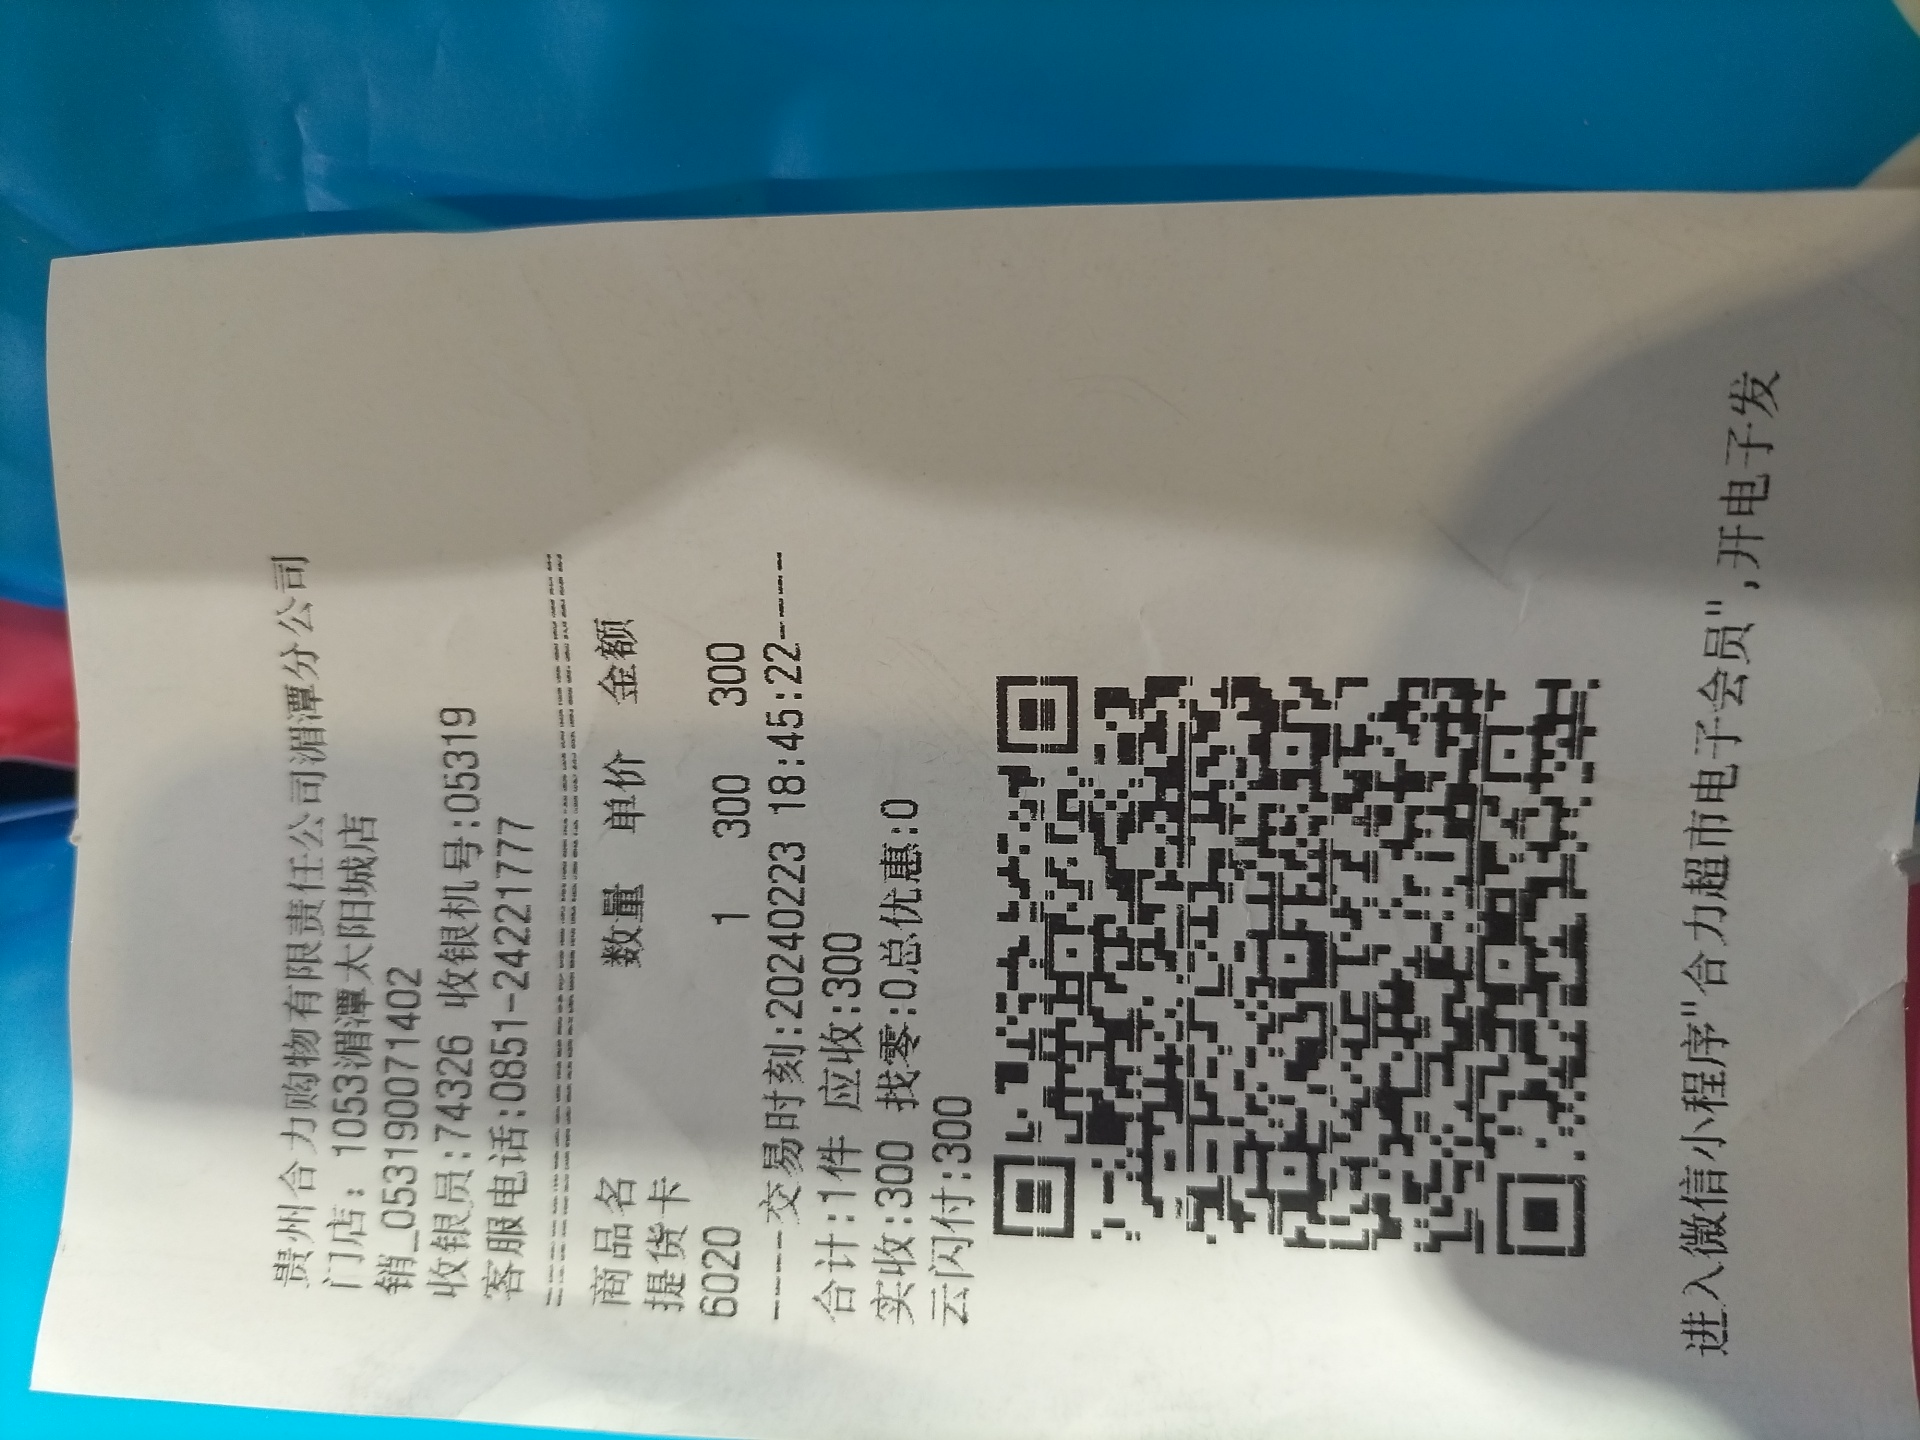 贵州合力购物有限责任公司湄潭分公司
门店: 1053湄潭太阳城店
销_053190071402
收银员:74326 收银机号:05319
客服电话:0851-24221777
================================
商品名 数量 单价 金额
提货卡
6020 1 300 300
----交易时刻:20240223 18:45:22----
合计:1件 应收:300
实收:300 找零:0总优惠:0
云闪付:300
进入微信小程序"合力超市电子会员",开电子发